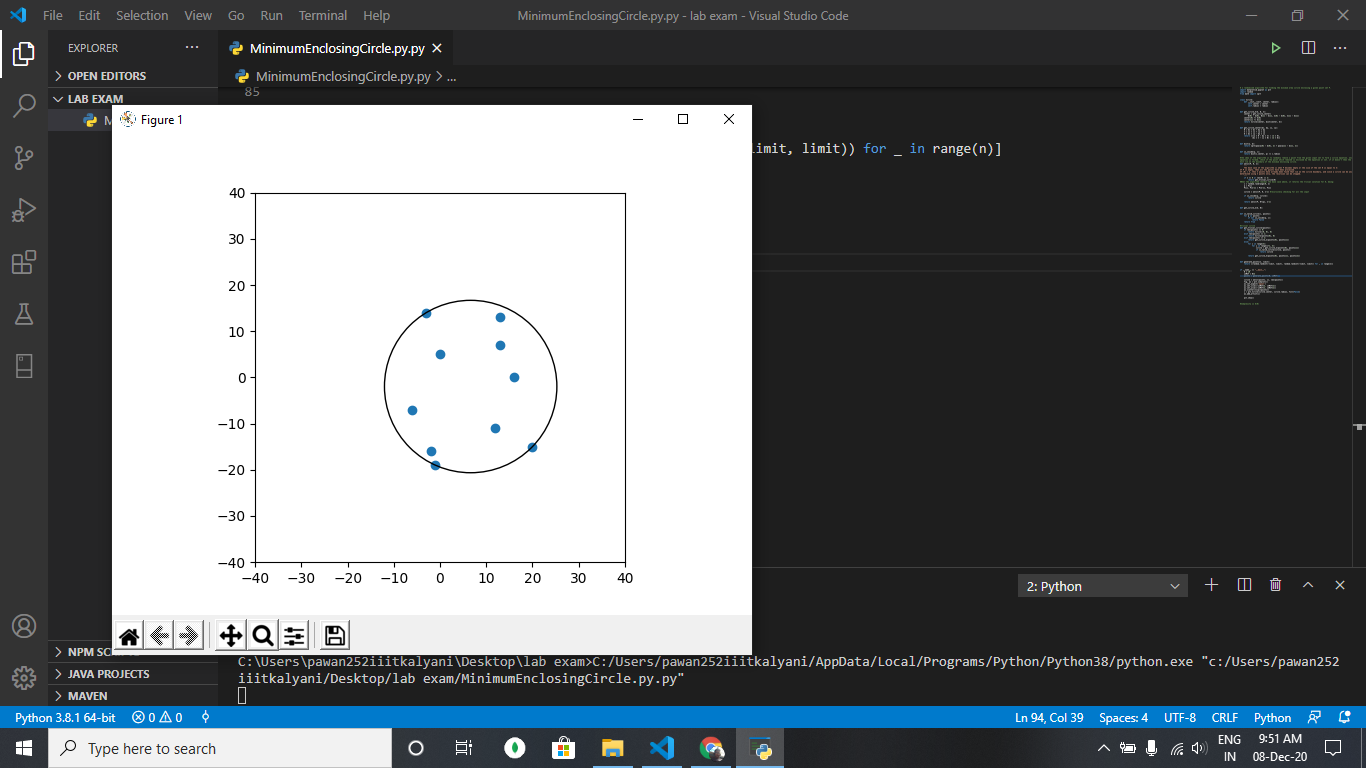 File Edit Selection View Go Run Terminal Help MinimumEnclosingCircle.py.py - lab exam - Visual Studio Code
EXPLORER ... MinimumEnclosingCircle.py.py
OPEN EDITORS MinimumEnclosingCircle.py.py > ...
LAB EXAM 85
M
Figure 1
limit, limit)) for _ in range(n)]
40
30
20
10
0
−10
−20
−30
−40
−40 −30 −20 −10 0 10 20 30 40
2: Python
NPM SC
JAVA PROJECTS
MAVEN
C:\Users\pawan252iiitkalyani\Desktop\lab exam>C:/Users/pawan252iiitkalyani/AppData/Local/Programs/Python/Python38/python.exe "c:/Users/pawan252
iiitkalyani/Desktop/lab exam/MinimumEnclosingCircle.py.py"
Python 3.8.1 64-bit 0 0 Ln 94, Col 39 Spaces: 4 UTF-8 CRLF Python
Type here to search
ENG 9:51 AM
IN 08-Dec-20